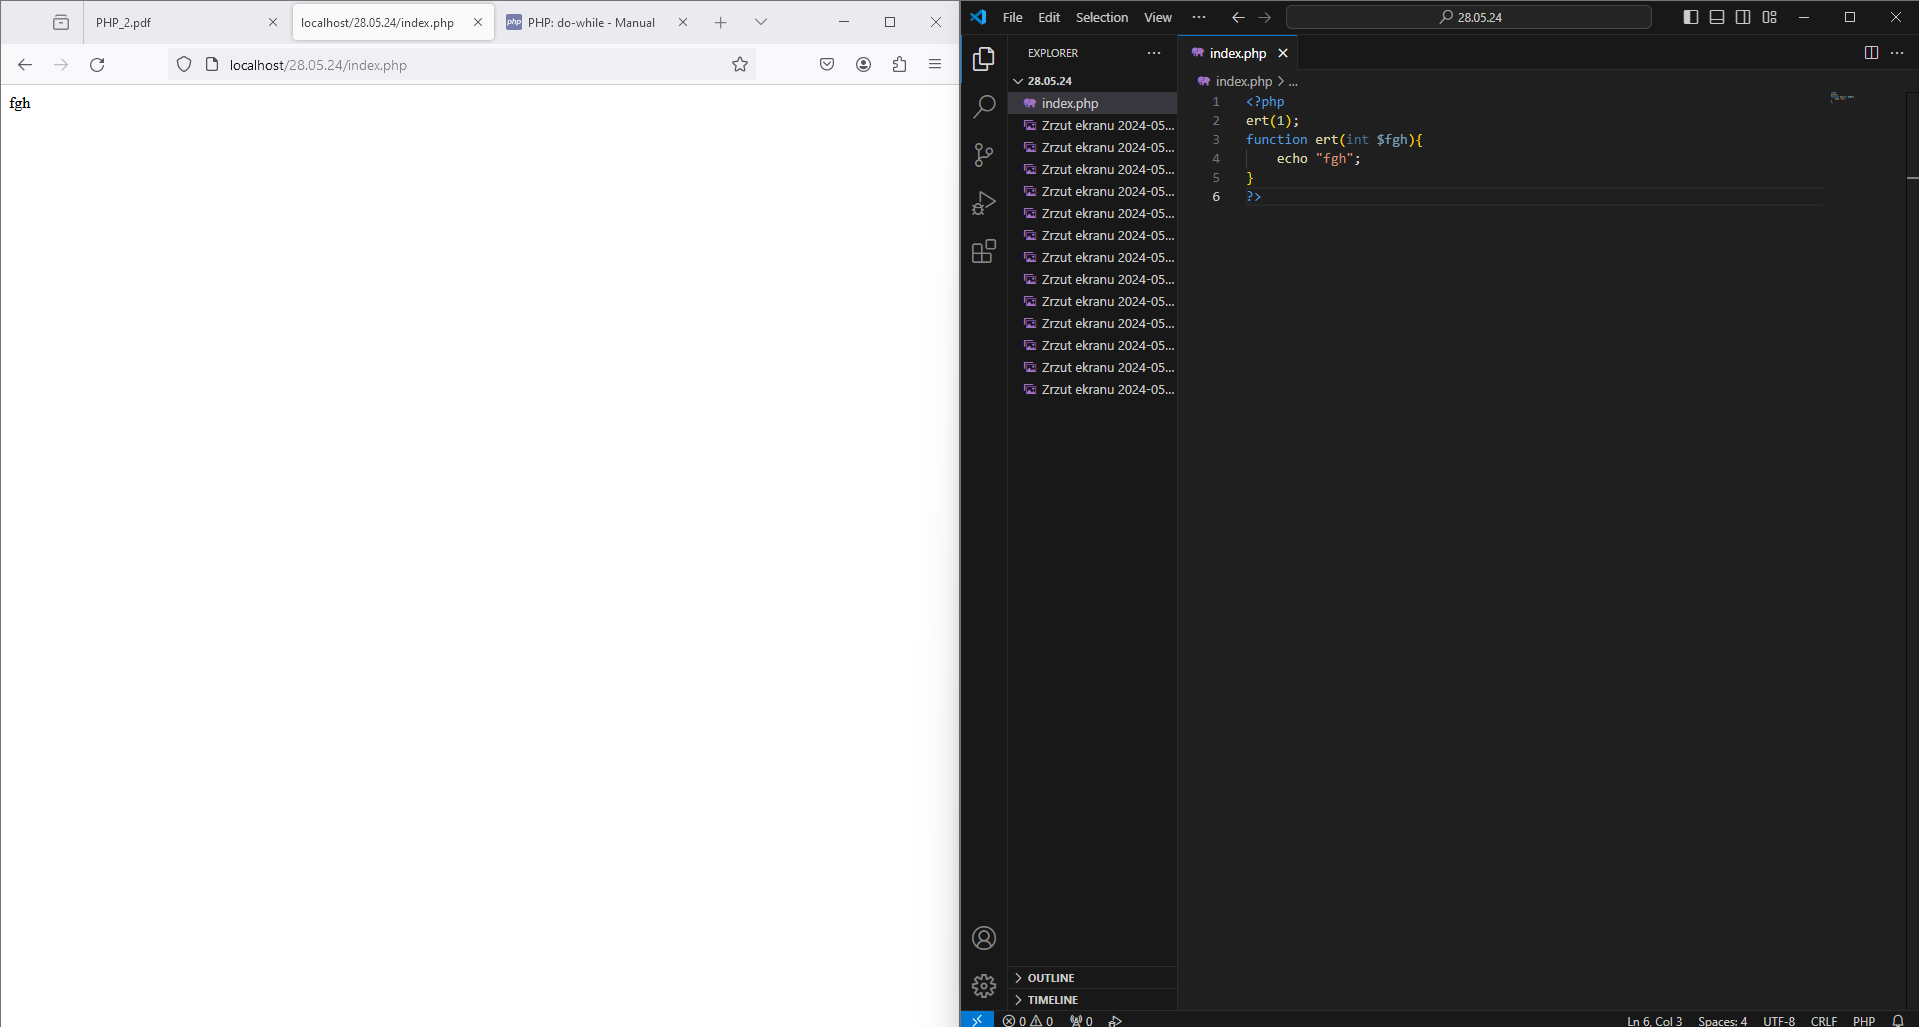 PHP_2.pdf
localhost/28.05.24/index.php
php PHP: do-while - Manual
localhost/28.05.24/index.php
fgh
File Edit Selection View
28.05.24
EXPLORER
28.05.24
index.php
Zrzut ekranu 2024-05...
Zrzut ekranu 2024-05...
Zrzut ekranu 2024-05...
Zrzut ekranu 2024-05...
Zrzut ekranu 2024-05...
Zrzut ekranu 2024-05...
Zrzut ekranu 2024-05...
Zrzut ekranu 2024-05...
Zrzut ekranu 2024-05...
Zrzut ekranu 2024-05...
Zrzut ekranu 2024-05...
Zrzut ekranu 2024-05...
Zrzut ekranu 2024-05...
OUTLINE
TIMELINE
index.php
index.php > ...
1 <?php
2 ert(1);
3 function ert(int $fgh){
4 echo "fgh";
5 }
6 ?>
0 0 0
Ln 6, Col 3 Spaces: 4 UTF-8 CRLF PHP